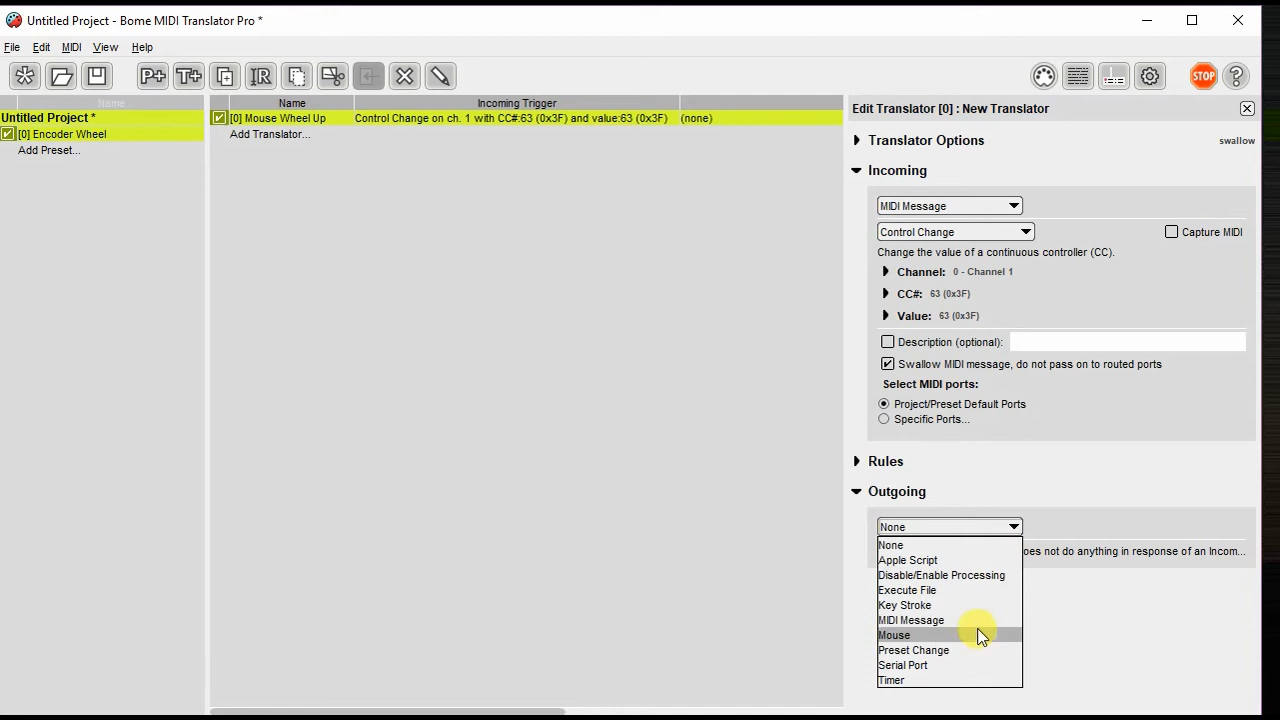 Untitled Project - Bome MIDI Translator Pro *
File Edit MIDI View Help
P+ T+ IR STOP ?
Name
Untitled Project *
[0] Encoder Wheel
Add Preset...
Name Incoming Trigger
[0] Mouse Wheel Up Control Change on ch. 1 with CC#:63 (0x3F) and value:63 (0x3F) (none)
Add Translator...
Edit Translator [0] : New Translator
Translator Options swallow
Incoming
MIDI Message
Control Change Capture MIDI
Change the value of a continuous controller (CC).
Channel: 0 - Channel 1
CC#: 63 (0x3F)
Value: 63 (0x3F)
Description (optional):
Swallow MIDI message, do not pass on to routed ports
Select MIDI ports:
Project/Preset Default Ports
Specific Ports...
Rules
Outgoing
None
None
oes not do anything in response of an Incom...
Apple Script
Disable/Enable Processing
Execute File
Key Stroke
MIDI Message
Mouse
Preset Change
Serial Port
Timer